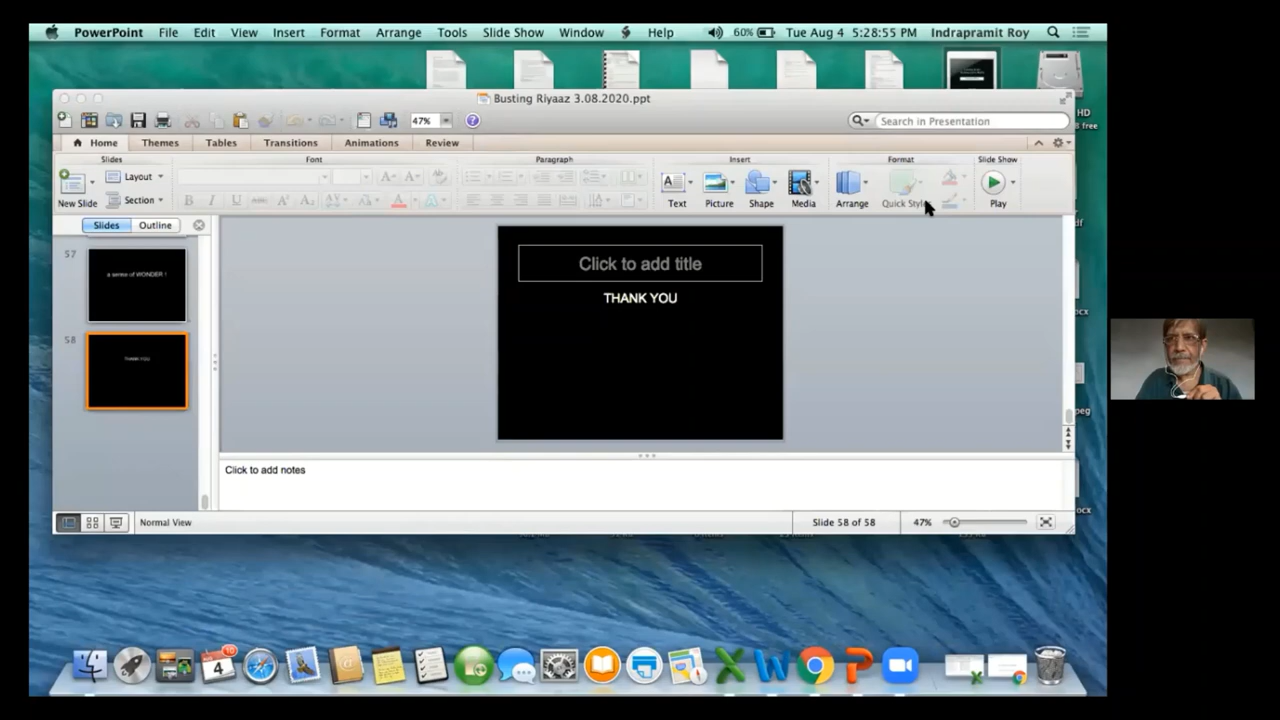 PowerPoint File Edit View Insert Format Arrange Tools Slide Show Window Help 60% Tue Aug 4 5:28:55 PM Indrapramit Roy
HD
free
Busting Riyaaz 3.08.2020.ppt
47% Search in Presentation
Home Themes Tables Transitions Animations Review
Slides Font Paragraph Insert Format Slide Show
New Slide Layout Section Text Picture Shape Media Arrange Quick Styles Play
Slides Outline
57
a sense of WONDER !
58
THANK YOU
Click to add title
THANK YOU
Click to add notes
Normal View Slide 58 of 58 47%